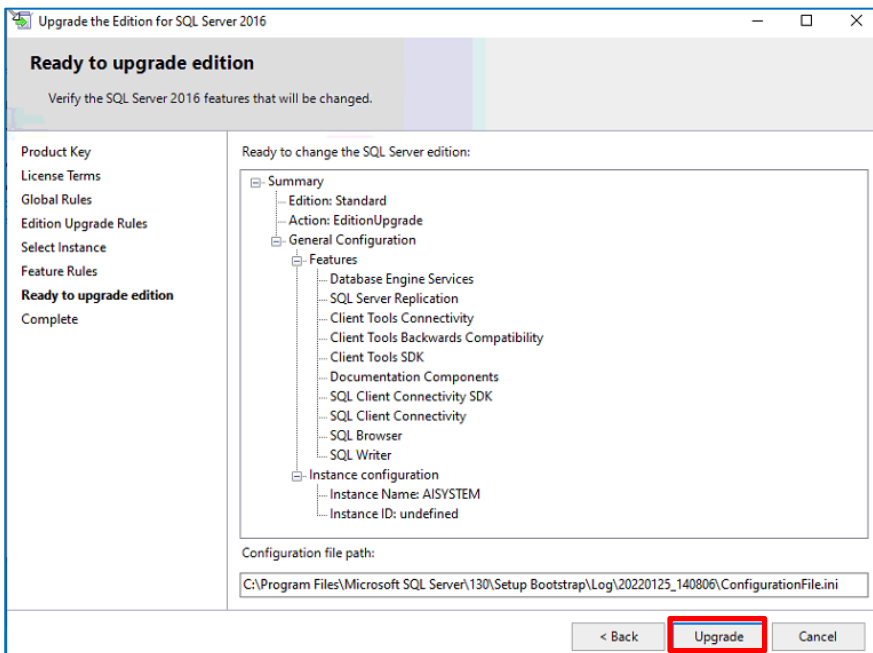 Upgrade the Edition for SQL Server 2016
Ready to upgrade edition
Verify the SQL Server 2016 features that will be changed.
Product Key
License Terms
Global Rules
Edition Upgrade Rules
Select Instance
Feature Rules
Ready to upgrade edition
Complete
Ready to change the SQL Server edition:
Summary
Edition: Standard
Action: EditionUpgrade
General Configuration
Features
Database Engine Services
SQL Server Replication
Client Tools Connectivity
Client Tools Backwards Compatibility
Client Tools SDK
Documentation Components
SQL Client Connectivity SDK
SQL Client Connectivity
SQL Browser
SQL Writer
Instance configuration
Instance Name: AISYSTEM
Instance ID: undefined
Configuration file path:
C:\Program Files\Microsoft SQL Server\130\Setup Bootstrap\Log\20220125_140806\ConfigurationFile.ini
< Back Upgrade Cancel